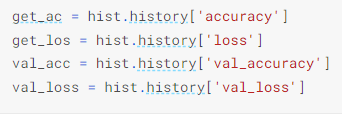 get_ac = hist.history['accuracy']
get_los = hist.history['loss']
val_acc = hist.history['val_accuracy']
val_loss = hist.history['val_loss']